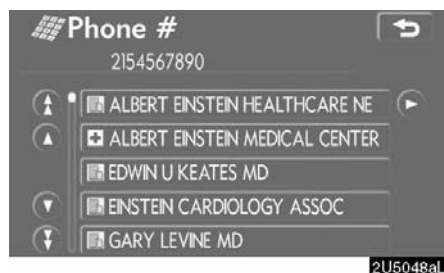 Phone #
2154567890
ALBERT EINSTEIN HEALTHCARE NE
ALBERT EINSTEIN MEDICAL CENTER
EDWIN U KEATES MD
EINSTEIN CARDIOLOGY ASSOC
GARY LEVINE MD
2U5048aL